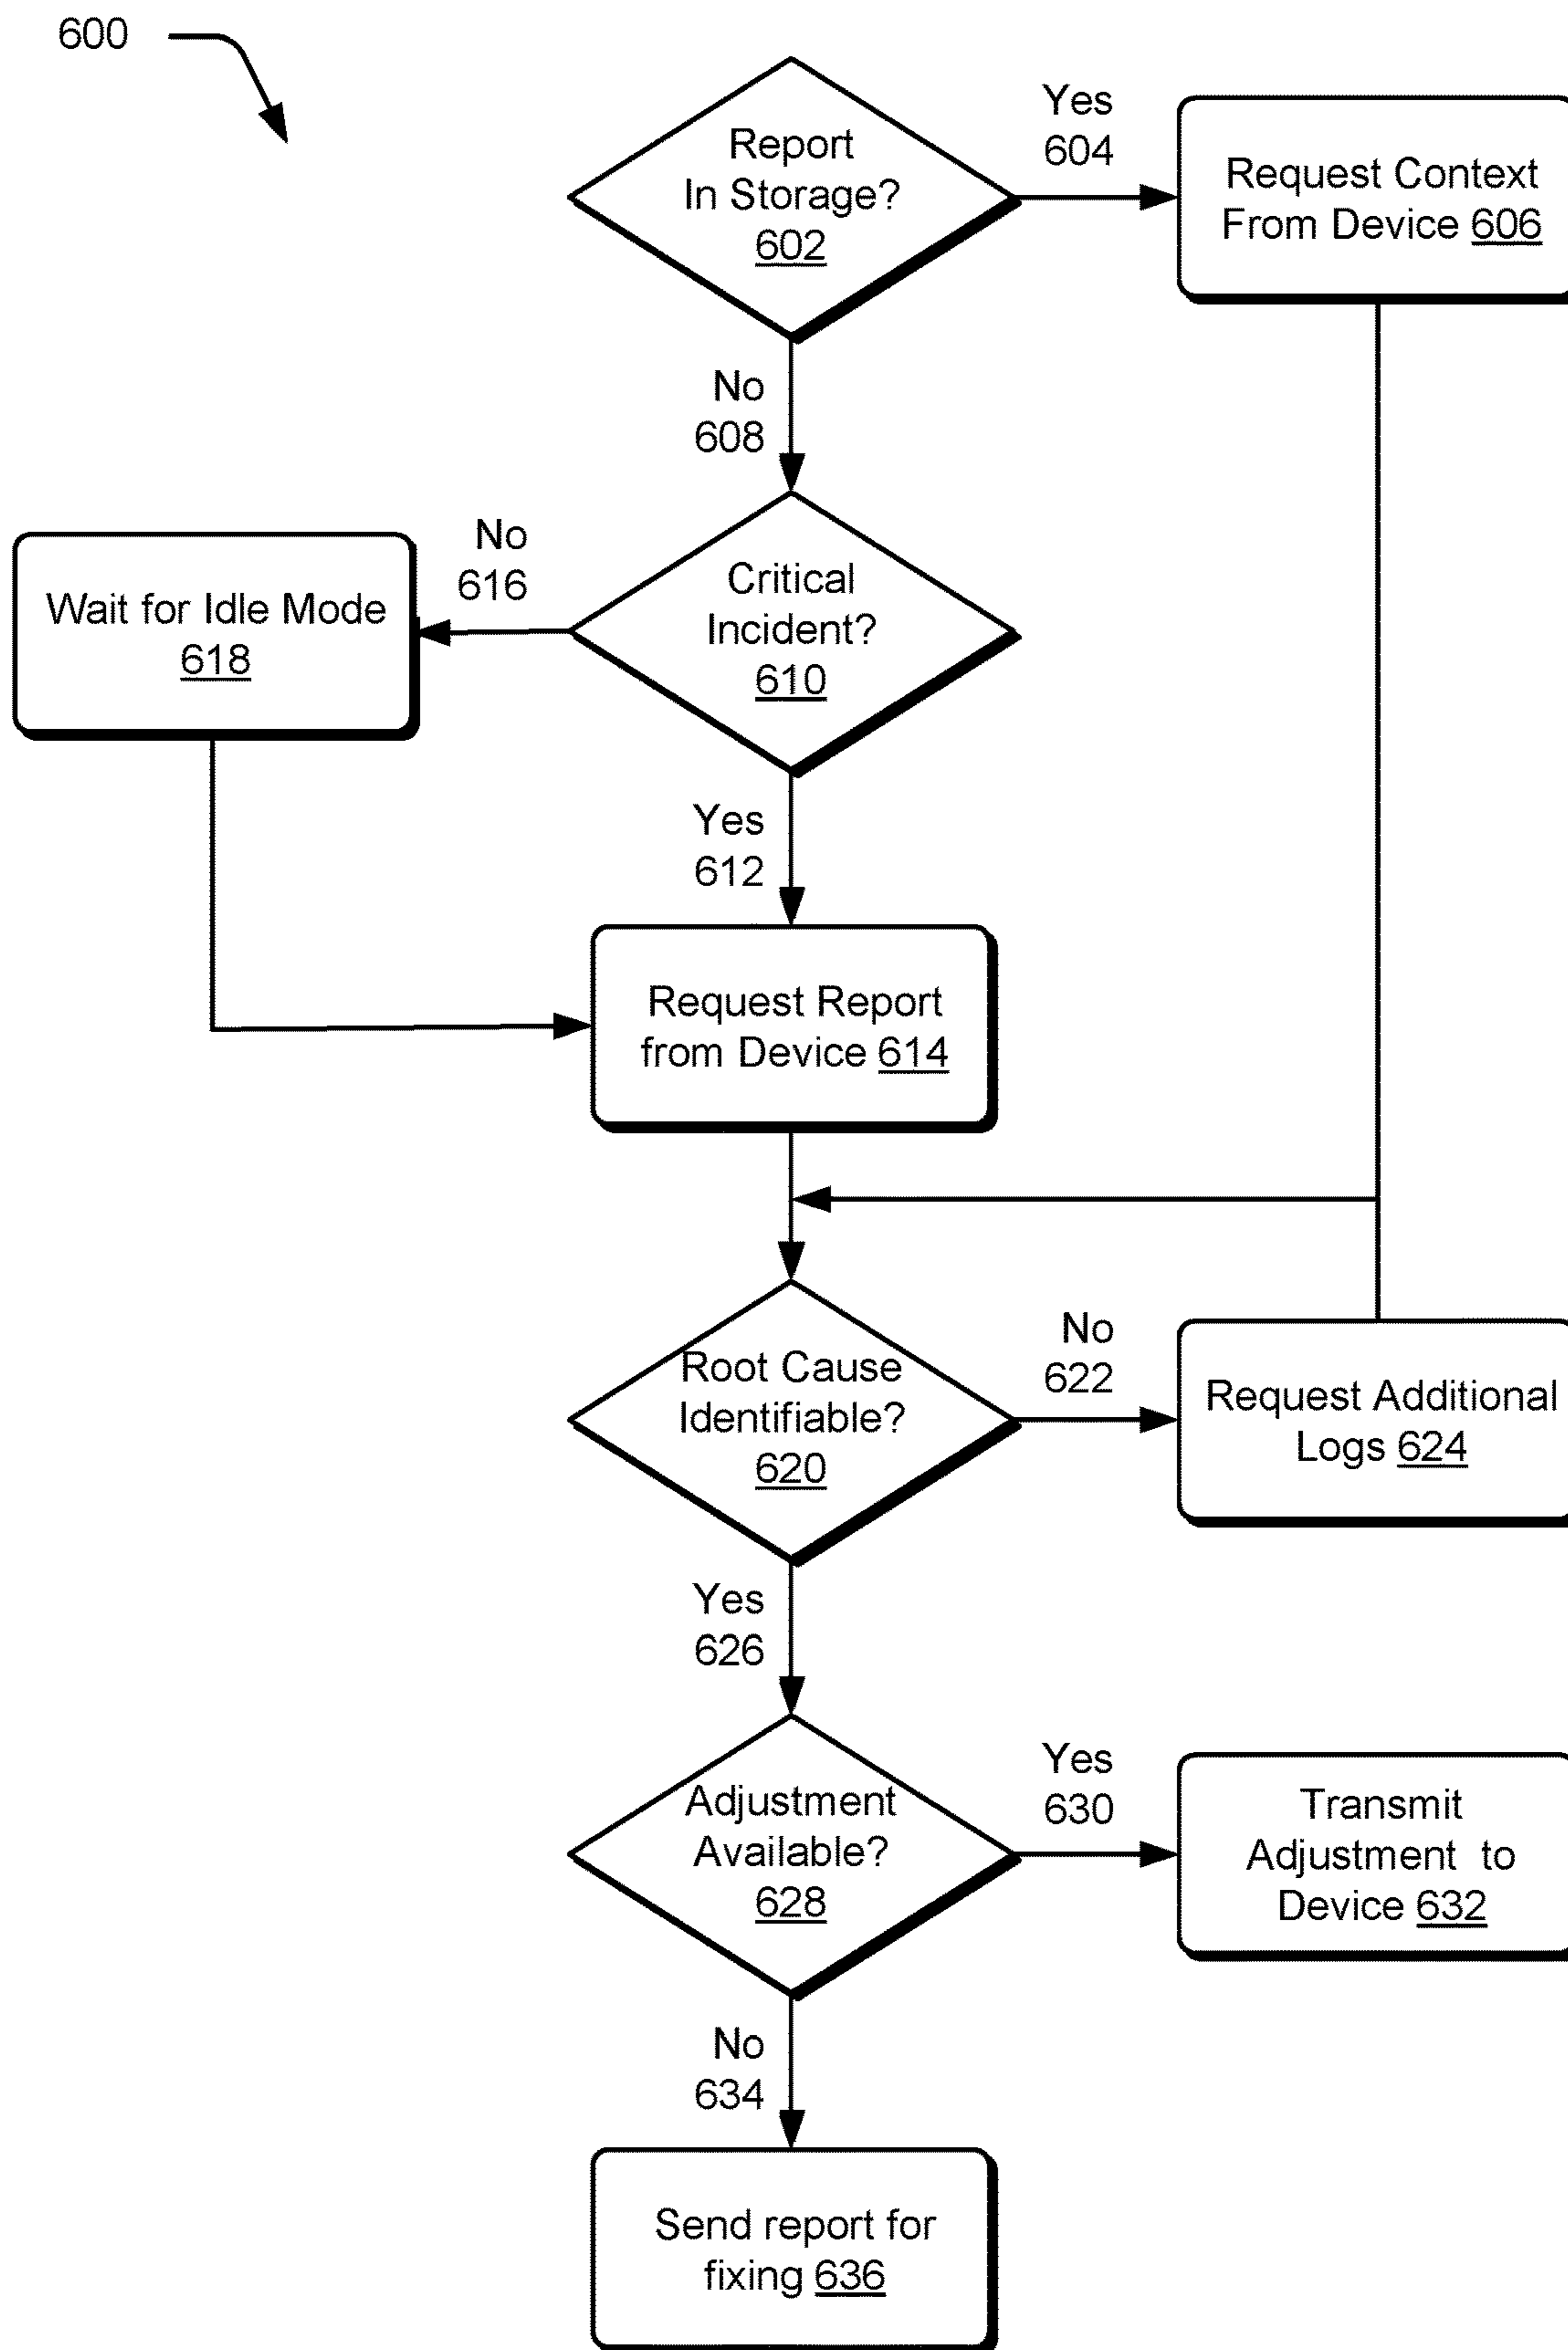 600
Report
In Storage?
602
Yes
604
Request Context
From Device 606
No
608
Critical
Incident?
610
No
616
Wait for Idle Mode
618
Yes
612
Request Report
from Device 614
Root Cause
Identifiable?
620
No
622
Request Additional
Logs 624
Yes
626
Adjustment
Available?
628
Yes
630
Transmit
Adjustment to
Device 632
No
634
Send report for
fixing 636